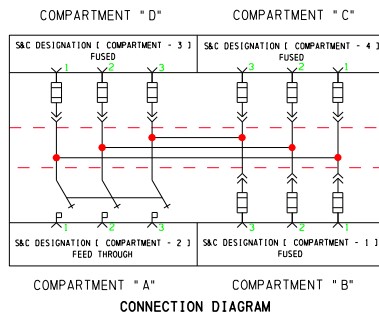 COMPARTMENT "D" COMPARTMENT "C"
S&C DESIGNATION [ COMPARTMENT - 3 ] S&C DESIGNATION [ COMPARTMENT - 4 ]
FUSED FUSED
1 2 3 3 2 1
1 2 3 3 2 1
S&C DESIGNATION [ COMPARTMENT - 2 ] S&C DESIGNATION [ COMPARTMENT - 1 ]
FEED THROUGH FUSED
COMPARTMENT "A" COMPARTMENT "B"
CONNECTION DIAGRAM